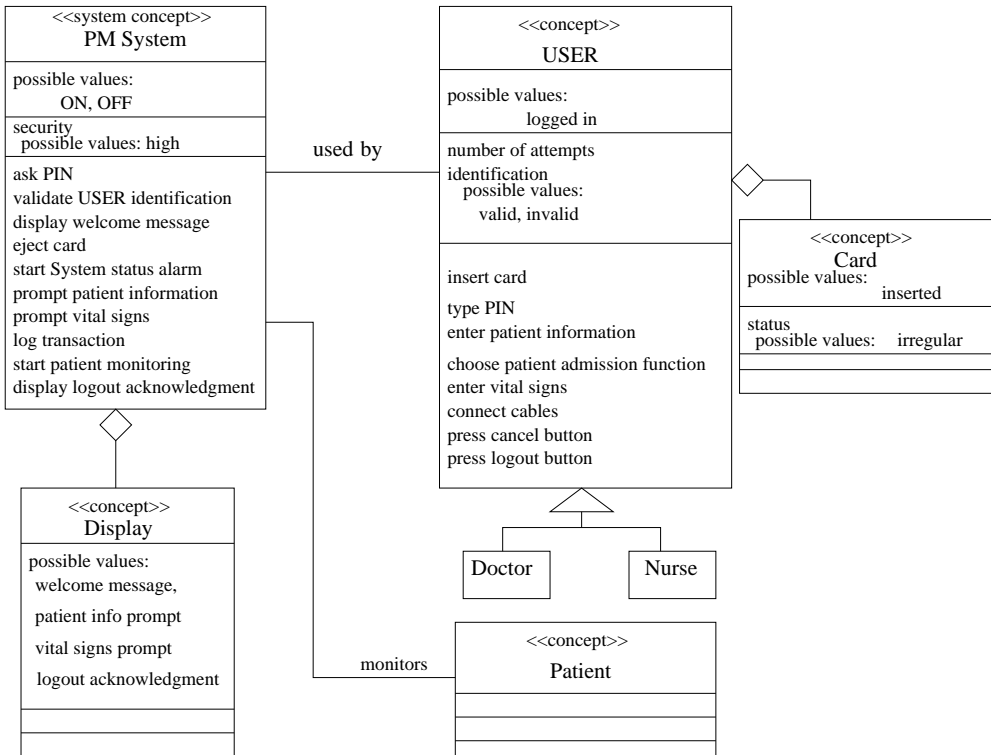 <<system concept>>
PM System
possible values:
ON, OFF
security
possible values: high
ask PIN
validate USER identification
display welcome message
eject card
start System status alarm
prompt patient information
prompt vital signs
log transaction
start patient monitoring
display logout acknowledgment
used by
<<concept>>
USER
possible values:
logged in
number of attempts
identification
possible values:
valid, invalid
insert card
type PIN
enter patient information
choose patient admission function
enter vital signs
connect cables
press cancel button
press logout button
<<concept>>
Card
possible values:
inserted
status
possible values: irregular
<<concept>>
Display
possible values:
welcome message,
patient info prompt
vital signs prompt
logout acknowledgment
Doctor
Nurse
monitors
<<concept>>
Patient